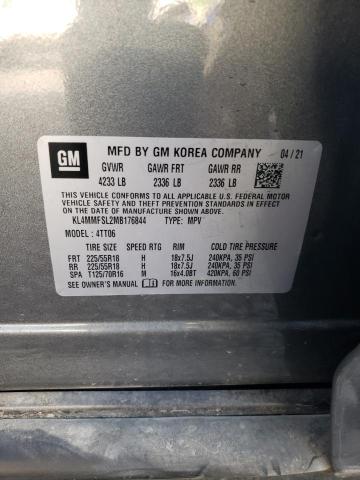 GM
MFD BY GM KOREA COMPANY 04/21
GVWR GAWR FRT GAWR RR
4233 LB 2336 LB 2336 LB
THIS VEHICLE CONFORMS TO ALL APPLICABLE U.S. FEDERAL MOTOR
VEHICLE SAFETY AND THEFT PREVENTION STANDARDS IN EFFECT ON
THE DATE OF MANUFACTURE SHOWN ABOVE.
KL4MMFSL2MB176844 TYPE: MPV
MODEL: 4TT06
TIRE SIZE SPEED RTG RIM COLD TIRE PRESSURE
FRT 225/55R18 H 18x7.5J 240KPA, 35 PSI
RR 225/55R18 H 18x7.5J 240KPA, 35 PSI
SPA T125/70R16 M 16x4.0BT 420KPA, 60 PSI
SEE OWNER'S MANUAL FOR MORE INFORMATION